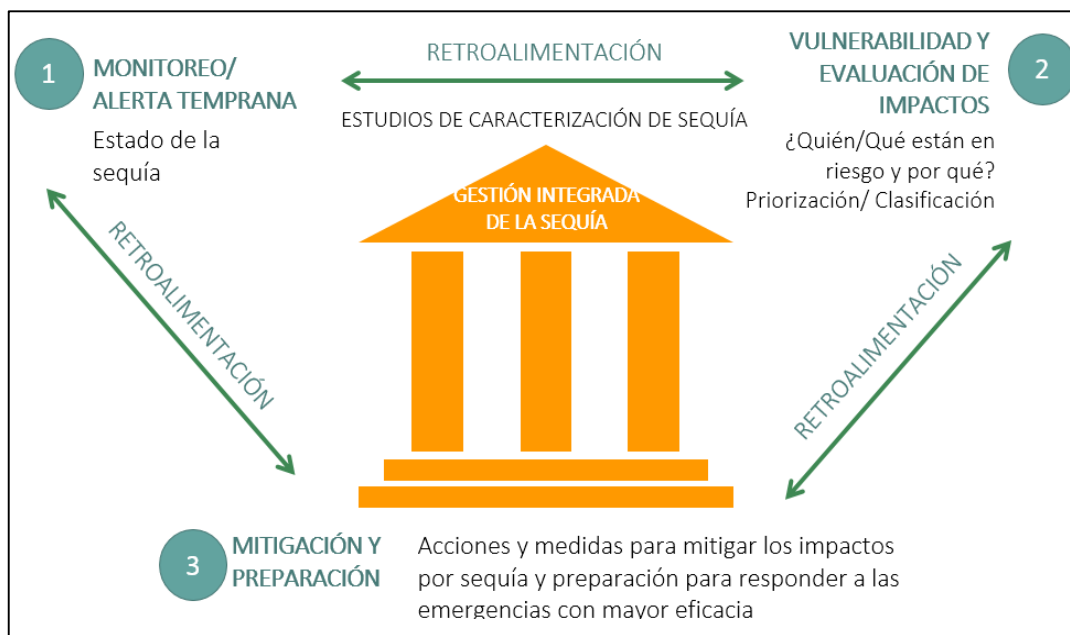 1
MONITOREO/
ALERTA TEMPRANA
Estado de la
sequía
RETROALIMENTACIÓN
ESTUDIOS DE CARACTERIZACIÓN DE SEQUÍA
VULNERABILIDAD Y
EVALUACIÓN DE
IMPACTOS
2
¿Quién/Qué están en
riesgo y por qué?
Priorización/ Clasificación
GESTIÓN INTEGRADA
DE LA SEQUÍA
RETROALIMENTACIÓN
RETROALIMENTACIÓN
3
MITIGACIÓN Y
PREPARACIÓN
Acciones y medidas para mitigar los impactos
por sequía y preparación para responder a las
emergencias con mayor eficacia